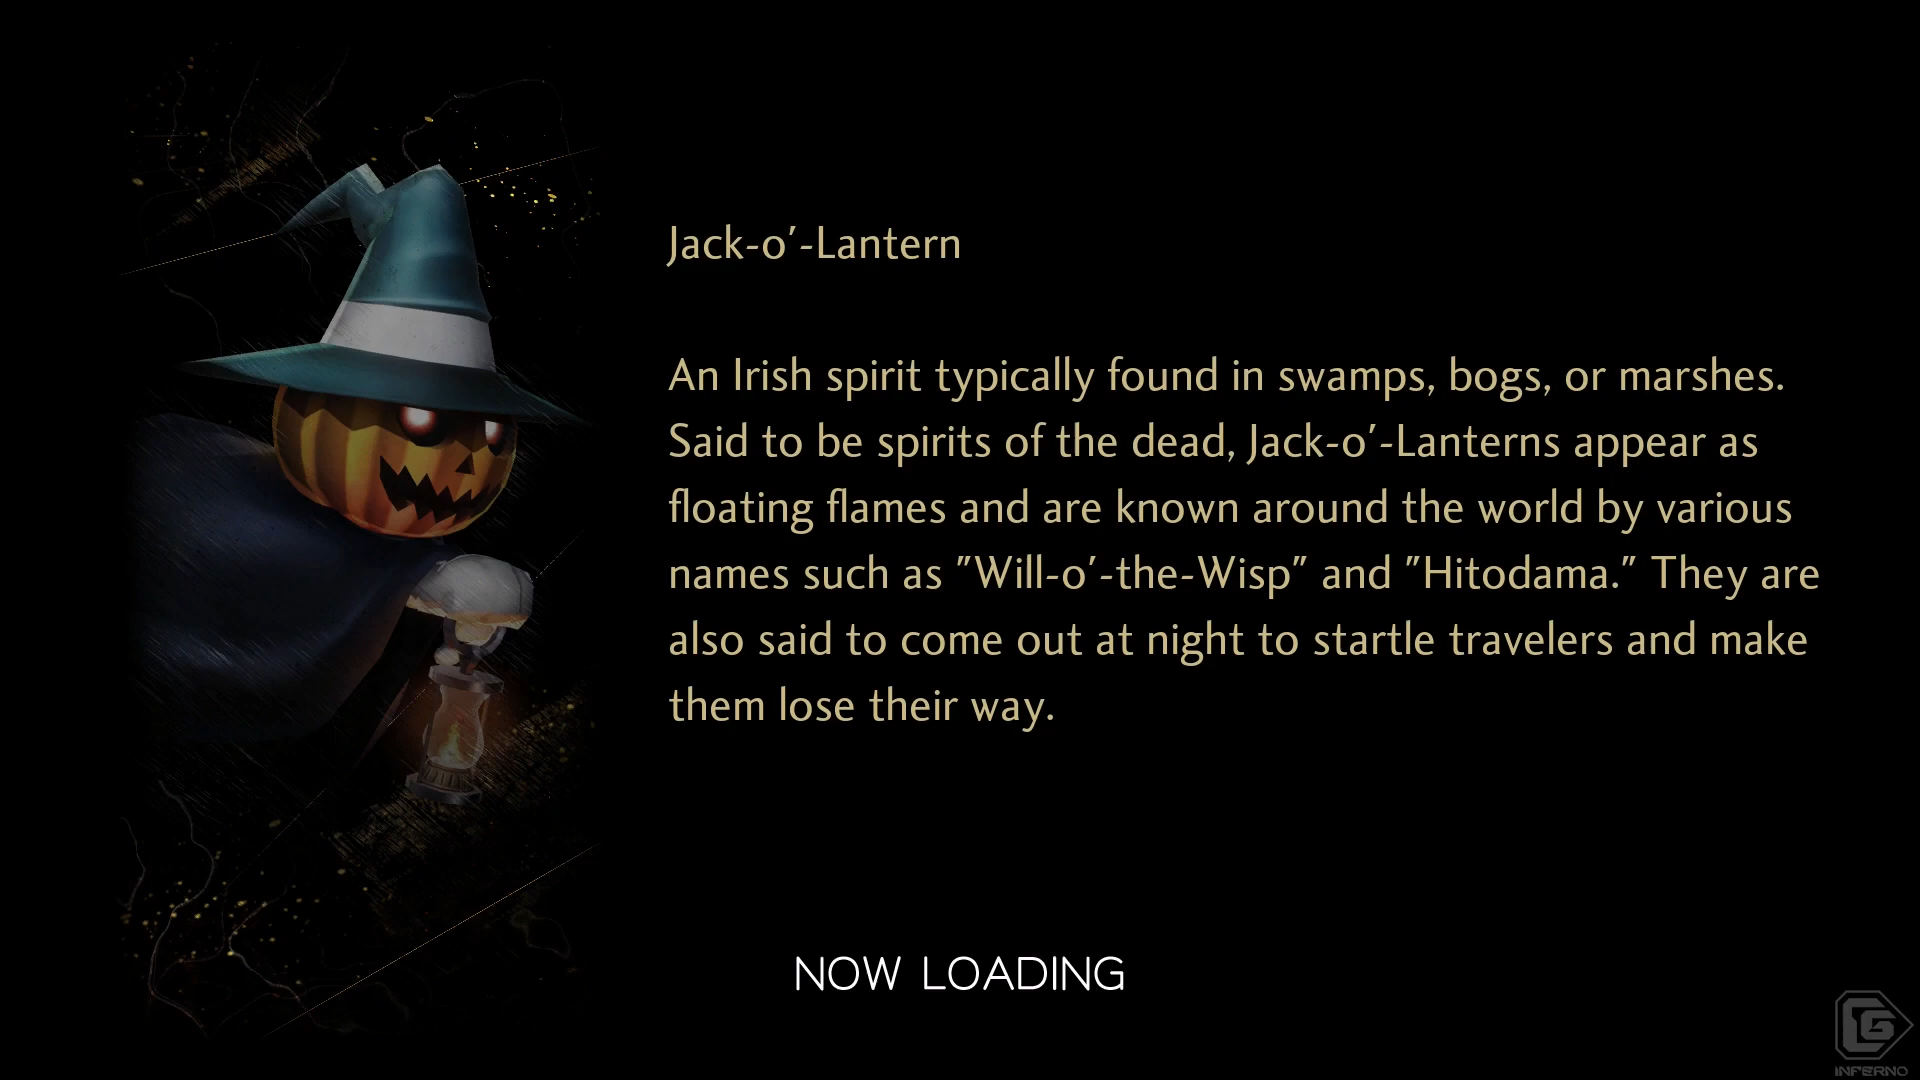 Jack-o'-Lantern
An Irish spirit typically found in swamps, bogs, or marshes.
Said to be spirits of the dead, Jack-o'-Lanterns appear as
floating flames and are known around the world by various
names such as "Will-o'-the-Wisp" and "Hitodama." They are
also said to come out at night to startle travelers and make
them lose their way.
NOW LOADING
INFERNO